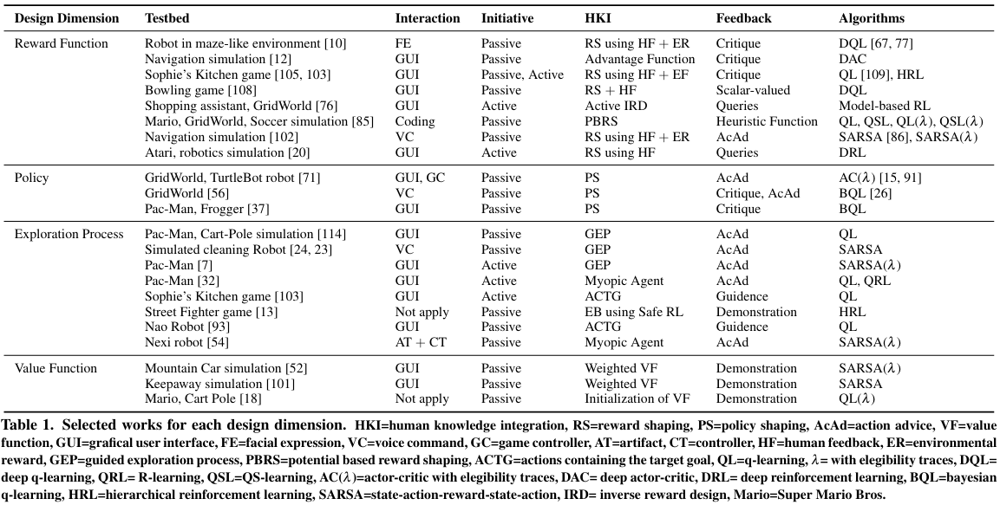 Design Dimension Testbed Interaction Initiative HKI Feedback Algorithms
Reward Function Robot in maze-like environment [10] FE Passive RS using HF + ER Critique DQL [67, 77]
Navigation simulation [12] GUI Passive Advantage Function Critique DAC
Sophie's Kitchen game [105, 103] GUI Passive, Active RS using HF + EF Critique QL [109], HRL
Bowling game [108] GUI Passive RS + HF Scalar-valued DQL
Shopping assistant, GridWorld [76] GUI Active Active IRD Queries Model-based RL
Mario, GridWorld, Soccer simulation [85] Coding Passive PBRS Heuristic Function QL, QSL, QL(λ), QSL(λ)
Navigation simulation [102] VC Passive RS using HF + ER AcAd SARSA [86], SARSA(λ)
Atari, robotics simulation [20] GUI Active RS using HF Queries DRL
Policy GridWorld, TurtleBot robot [71] GUI, GC Passive PS AcAd AC(λ) [15, 91]
GridWorld [56] VC Passive PS Critique, AcAd BQL [26]
Pac-Man, Frogger [37] GUI Passive PS Critique BQL
Exploration Process Pac-Man, Cart-Pole simulation [114] GUI Passive GEP AcAd QL
Simulated cleaning Robot [24, 23] VC Passive GEP AcAd SARSA
Pac-Man [7] GUI Active GEP AcAd SARSA(λ)
Pac-Man [32] GUI Active Myopic Agent AcAd QL, QRL
Sophie's Kitchen game [103] GUI Active ACTG Guidence QL
Street Fighter game [13] Not apply Passive EB using Safe RL Demonstration HRL
Nao Robot [93] GUI Passive ACTG Guidence QL
Nexi robot [54] AT + CT Passive Myopic Agent AcAd SARSA(λ)
Value Function Mountain Car simulation [52] GUI Passive Weighted VF Demonstration SARSA(λ)
Keepaway simulation [101] GUI Passive Weighted VF Demonstration SARSA
Mario, Cart Pole [18] Not apply Passive Initialization of VF Demonstration QL(λ)
Table 1. Selected works for each design dimension. HKI=human knowledge integration, RS=reward shaping, PS=policy shaping, AcAd=action advice, VF=value
function, GUI=grafical user interface, FE=facial expression, VC=voice command, GC=game controller, AT=artifact, CT=controller, HF=human feedback, ER=environmental
reward, GEP=guided exploration process, PBRS=potential based reward shaping, ACTG=actions containing the target goal, QL=q-learning, λ= with elegibility traces, DQL=
deep q-learning, QRL= R-learning, QSL=QS-learning, AC(λ)=actor-critic with elegibility traces, DAC= deep actor-critic, DRL= deep reinforcement learning, BQL=bayesian
q-learning, HRL=hierarchical reinforcement learning, SARSA=state-action-reward-state-action, IRD= inverse reward design, Mario=Super Mario Bros.